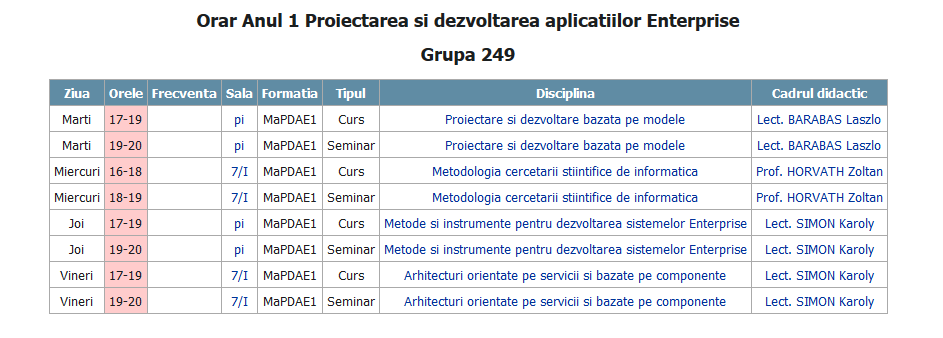 Orar Anul 1 Proiectarea si dezvoltarea aplicatiilor Enterprise
Grupa 249
Ziua Orele Frecventa Sala Formatia Tipul Disciplina Cadrul didactic
Marti 17-19 pi MaPDAE1 Curs Proiectare si dezvoltare bazata pe modele Lect. BARABAS Laszlo
Marti 19-20 pi MaPDAE1 Seminar Proiectare si dezvoltare bazata pe modele Lect. BARABAS Laszlo
Miercuri 16-18 7/I MaPDAE1 Curs Metodologia cercetarii stiintifice de informatica Prof. HORVATH Zoltan
Miercuri 18-19 7/I MaPDAE1 Seminar Metodologia cercetarii stiintifice de informatica Prof. HORVATH Zoltan
Joi 17-19 pi MaPDAE1 Curs Metode si instrumente pentru dezvoltarea sistemelor Enterprise Lect. SIMON Karoly
Joi 19-20 pi MaPDAE1 Seminar Metode si instrumente pentru dezvoltarea sistemelor Enterprise Lect. SIMON Karoly
Vineri 17-19 7/I MaPDAE1 Curs Arhitecturi orientate pe servicii si bazate pe componente Lect. SIMON Karoly
Vineri 19-20 7/I MaPDAE1 Seminar Arhitecturi orientate pe servicii si bazate pe componente Lect. SIMON Karoly